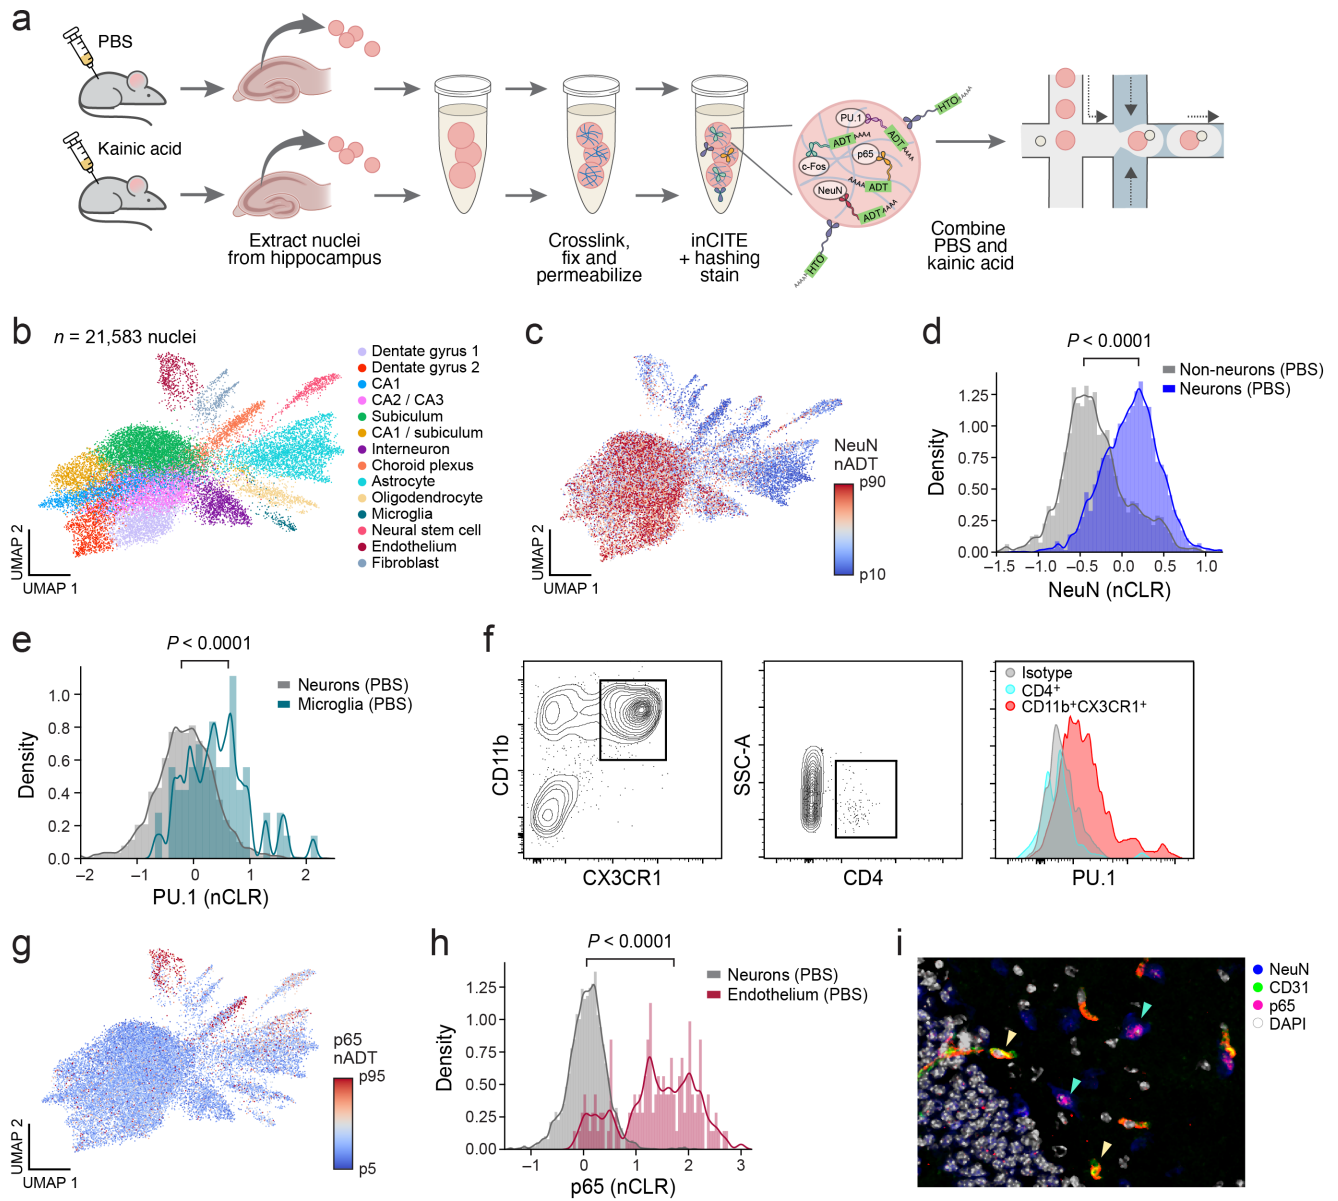 a
PBS
Kainic acid
Extract nuclei
from hippocampus
Crosslink,
fix and
permeabilize
inCITE
+ hashing
stain
PU.1
ADT AAAA
ADT AAAA
c-Fos
p65
AAAA
ADT
NeuN
ADT AAAA
HTO AAAA
AAAA HTO
Combine
PBS and
kainic acid
b
n = 21,583 nuclei
Dentate gyrus 1
Dentate gyrus 2
CA1
CA2 / CA3
Subiculum
CA1 / subiculum
Interneuron
Choroid plexus
Astrocyte
Oligodendrocyte
Microglia
Neural stem cell
Endothelium
Fibroblast
UMAP 2
UMAP 1
c
NeuN
nADT
p90
p10
UMAP 2
UMAP 1
d
P < 0.0001
Non-neurons (PBS)
Neurons (PBS)
Density
1.25
1.00
0.75
0.50
0.25
0.00
−1.5 −1.0 −0.5 0.0 0.5 1.0
NeuN (nCLR)
e
P < 0.0001
Neurons (PBS)
Microglia (PBS)
Density
1.0
0.8
0.6
0.4
0.2
0.0
−2 −1 0 1 2
PU.1 (nCLR)
f
CD11b
CX3CR1
SSC-A
CD4
Isotype
CD4+
CD11b+CX3CR1+
PU.1
g
p65
nADT
p95
p5
UMAP 2
UMAP 1
h
P < 0.0001
Neurons (PBS)
Endothelium (PBS)
Density
1.25
1.00
0.75
0.50
0.25
0.00
−1 0 1 2 3
p65 (nCLR)
i
NeuN
CD31
p65
DAPI